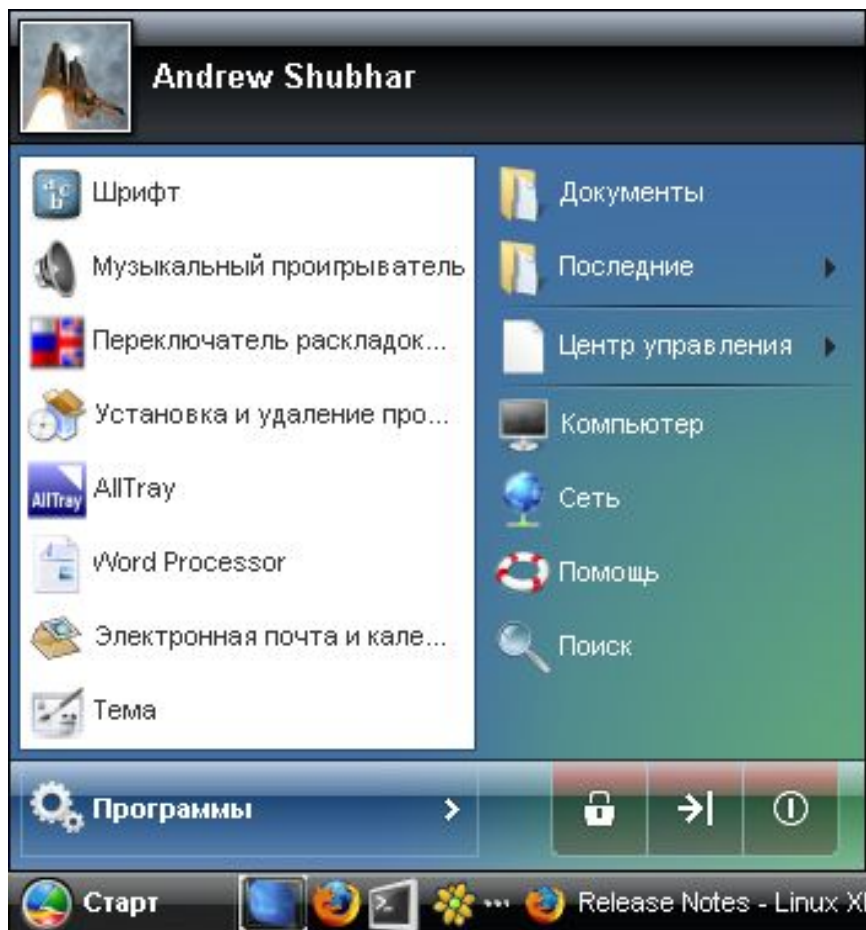 Andrew Shubhar
Шрифт
Музыкальный проигрыватель
Переключатель раскладок...
Установка и удаление про...
AllTray
AllTray
Word Processor
Электронная почта и кале...
Тема
Документы
Последние
Центр управления
Компьютер
Сеть
Помощь
Поиск
Программы
Старт
Release Notes - Linux